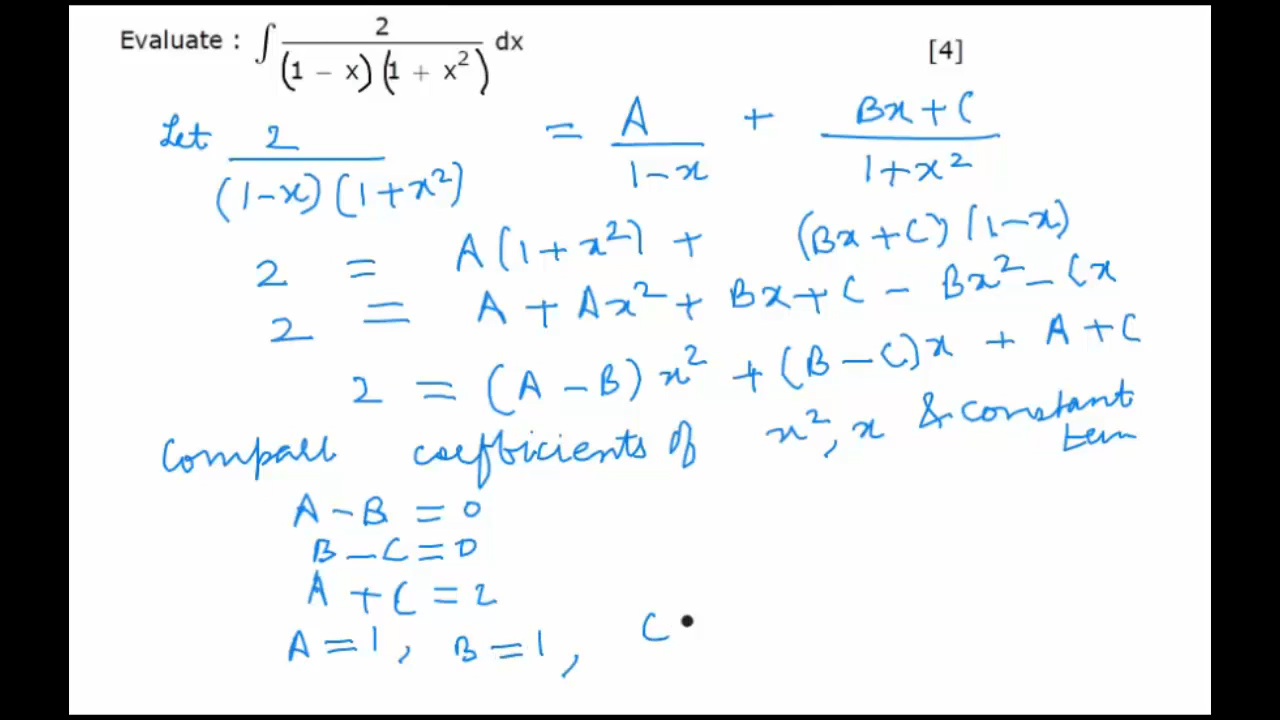 Evaluate : ∫ 2/((1 − x)(1 + x²)) dx [4]
Let 2/((1-x)(1+x²)) = A/(1-x) + (Bx+C)/(1+x²)
2 = A(1+x²) + (Bx+C)(1-x)
2 = A + Ax² + Bx + C - Bx² - Cx
2 = (A-B)x² + (B-C)x + A+C
Compare coefficients of x², x & constant
term
A-B = 0
B-C = 0
A+C = 2
A = 1, B = 1, C